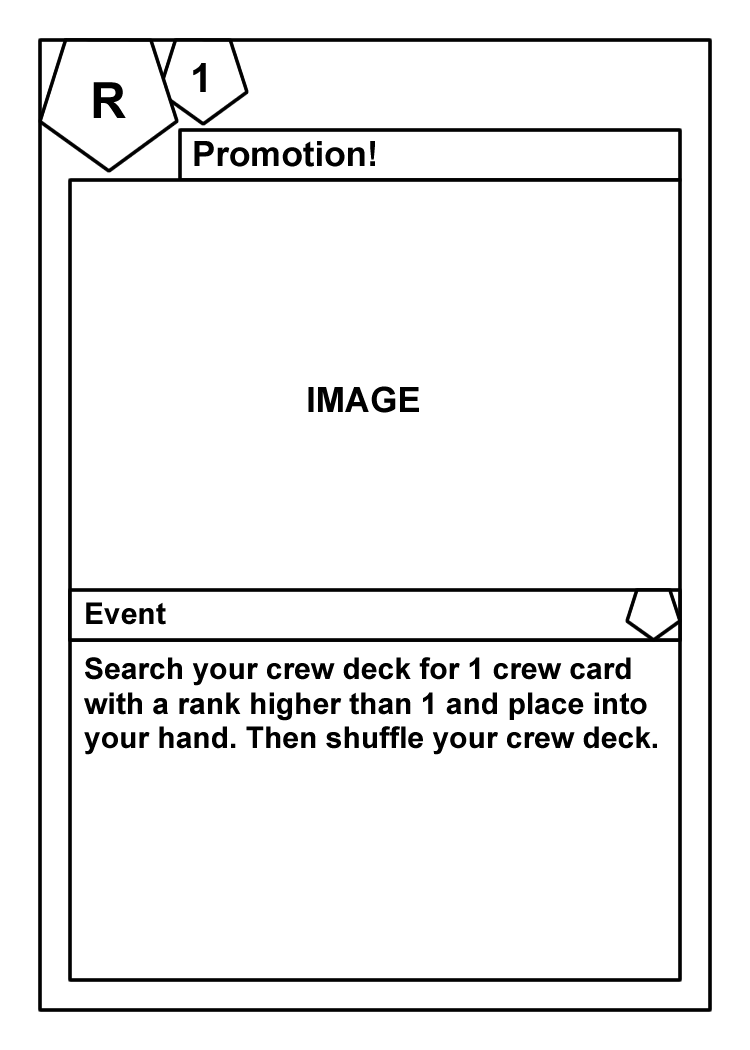 R
1
Promotion!
IMAGE
Event
Search your crew deck for 1 crew card
with a rank higher than 1 and place into
your hand. Then shuffle your crew deck.